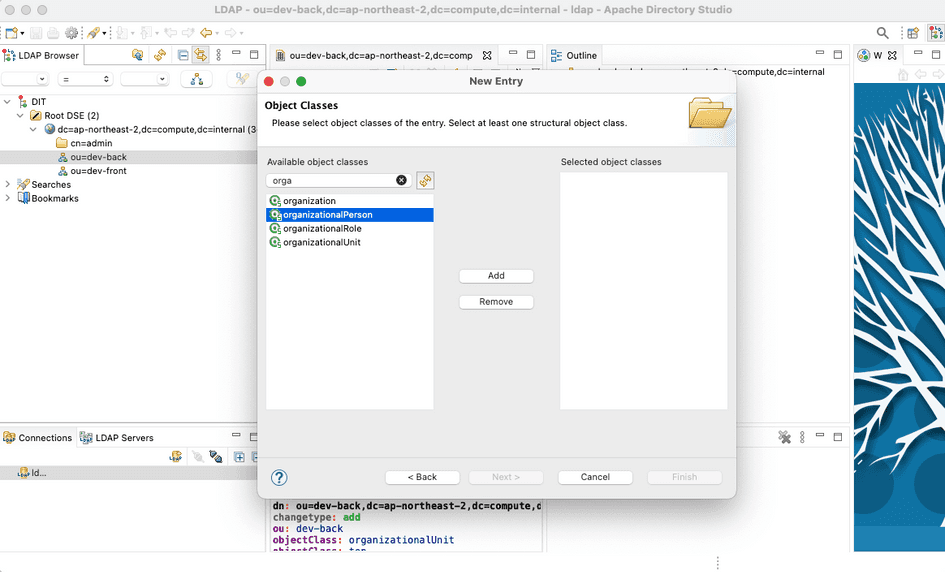 LDAP - ou=dev-back,dc=ap-northeast-2,dc=compute,dc=internal - ldap - Apache Directory Studio
LDAP Browser
ou=dev-back,dc=ap-northeast-2,dc=comp
Outline
W
=
compute,dc=internal
DIT
Root DSE (2)
dc=ap-northeast-2,dc=compute,dc=internal (3
cn=admin
ou=dev-back
ou=dev-front
Searches
Bookmarks
New Entry
Object Classes
Please select object classes of the entry. Select at least one structural object class.
Available object classes
Selected object classes
orga
organization
organizationalPerson
organizationalRole
organizationalUnit
Add
Remove
?
< Back
Next >
Cancel
Finish
Connections
LDAP Servers
ld...
dn: ou=dev-back,dc=ap-northeast-2,dc=compute,d
changetype: add
ou: dev-back
objectClass: organizationalUnit
objectClass: top